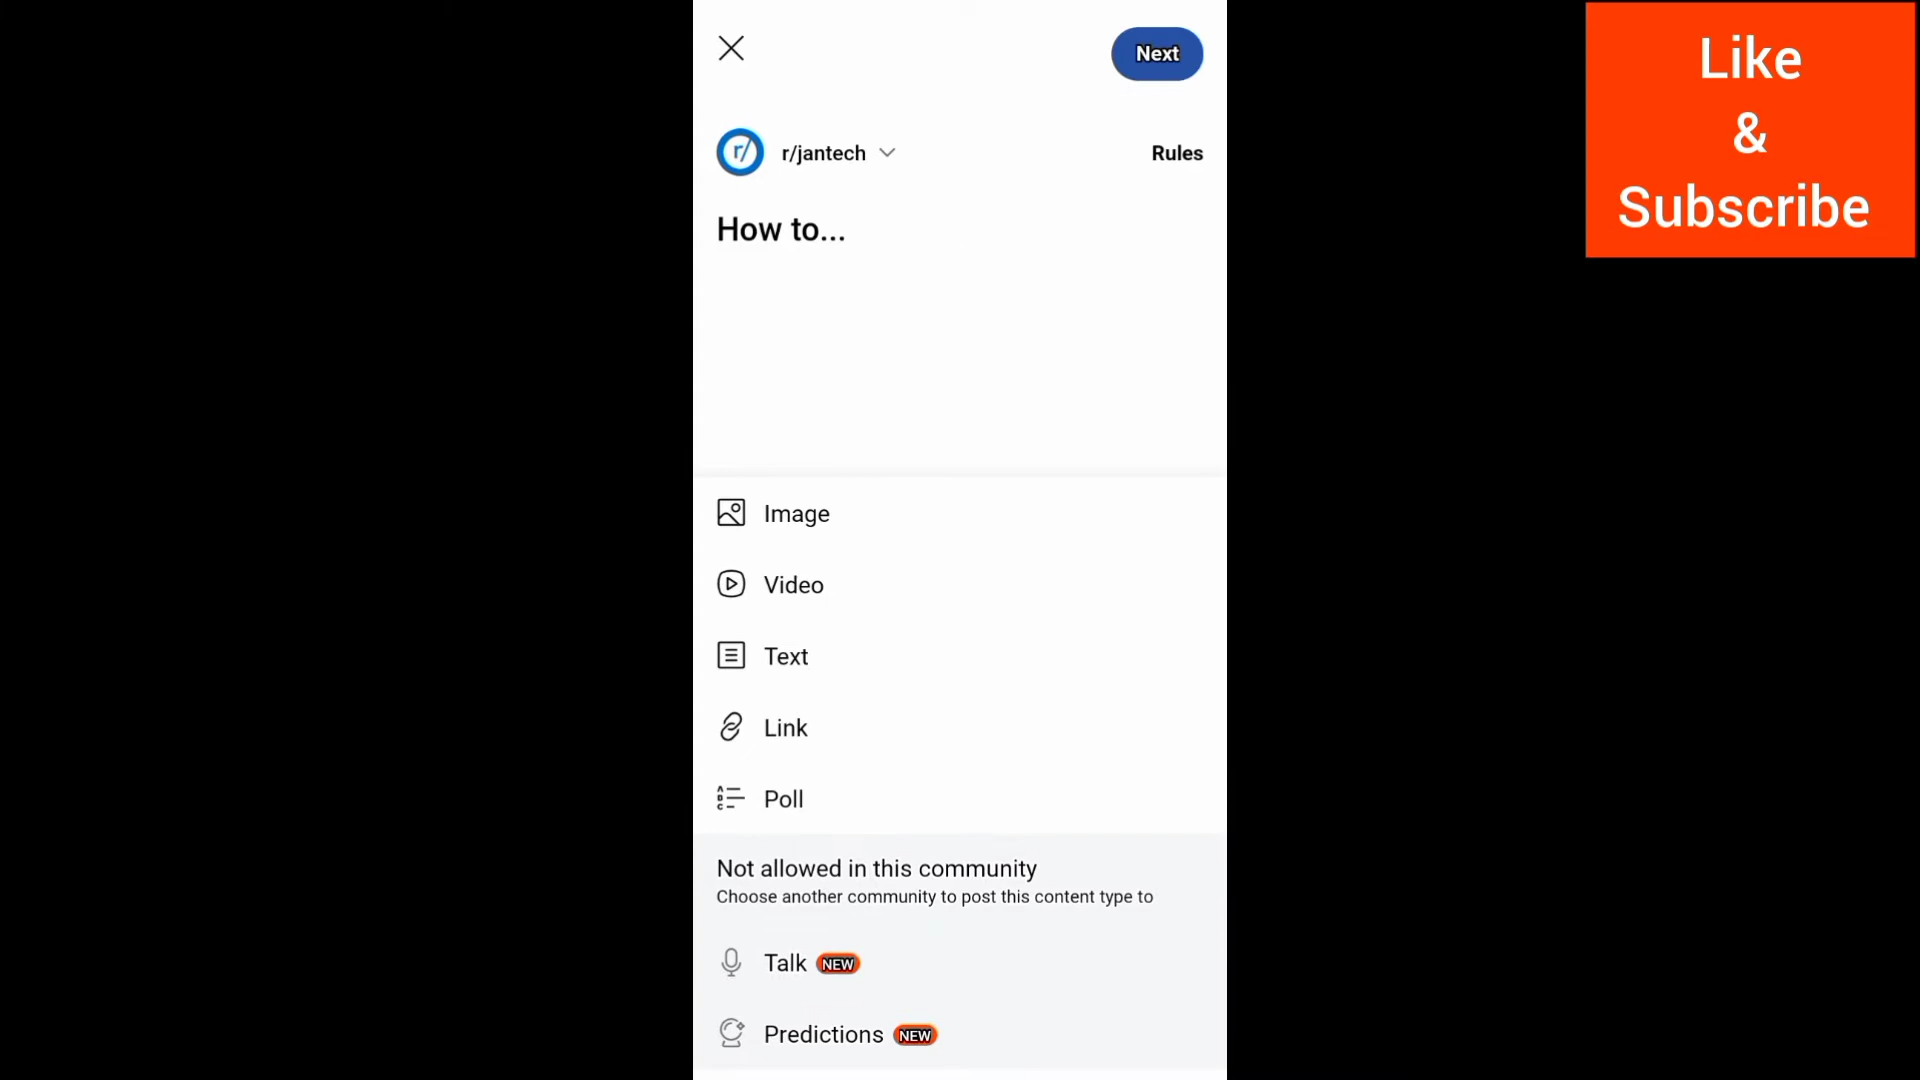 Next
Like
&
Subscribe
r/
r/jantech
Rules
How to...
Image
Video
Text
Link
Poll
Not allowed in this community
Choose another community to post this content type to
Talk NEW
Predictions NEW